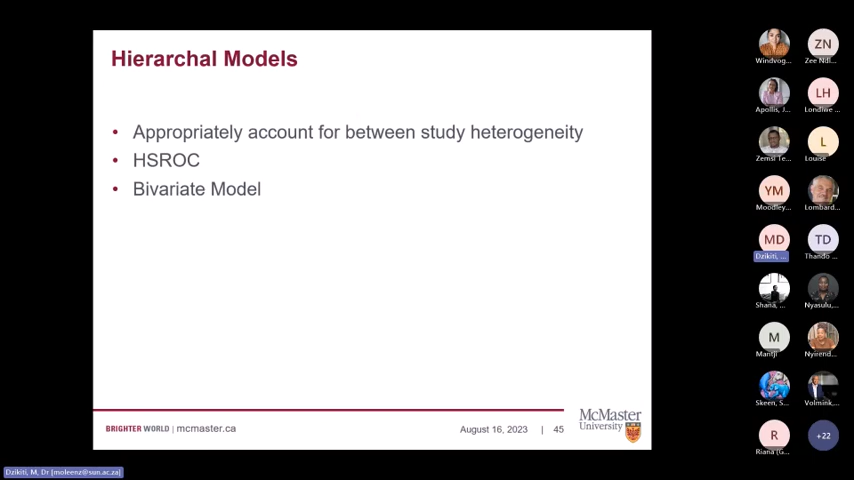 Hierarchal Models
• Appropriately account for between study heterogeneity
• HSROC
• Bivariate Model
BRIGHTER WORLD | mcmaster.ca
August 16, 2023 | 45
McMaster
University
Windvog...
ZN
Zee Ndl...
Apollis, J...
LH
Londiwe ...
Zemsi Te...
L
Louise
YM
Moodley...
Lombard...
MD
Dzikiti, ...
TD
Thando ...
Shana, ...
Nyasulu,...
M
Mantji
Nyirend...
Skeen, S...
Volmink,...
R
Riana (G...
+22
Dzikiti, M, Dr [moleenz@sun.ac.za]